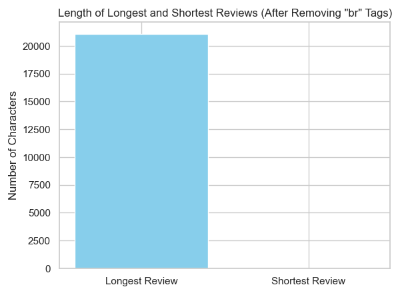 Length of Longest and Shortest Reviews (After Removing "br" Tags)
Number of Characters
20000
17500
15000
12500
10000
7500
5000
2500
0
Longest Review
Shortest Review